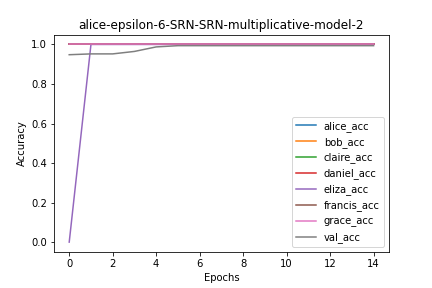 alice-epsilon-6-SRN-SRN-multiplicative-model-2
Accuracy
1.0
0.8
0.6
0.4
0.2
0.0
alice_acc
bob_acc
claire_acc
daniel_acc
eliza_acc
francis_acc
grace_acc
val_acc
0 2 4 6 8 10 12 14
Epochs